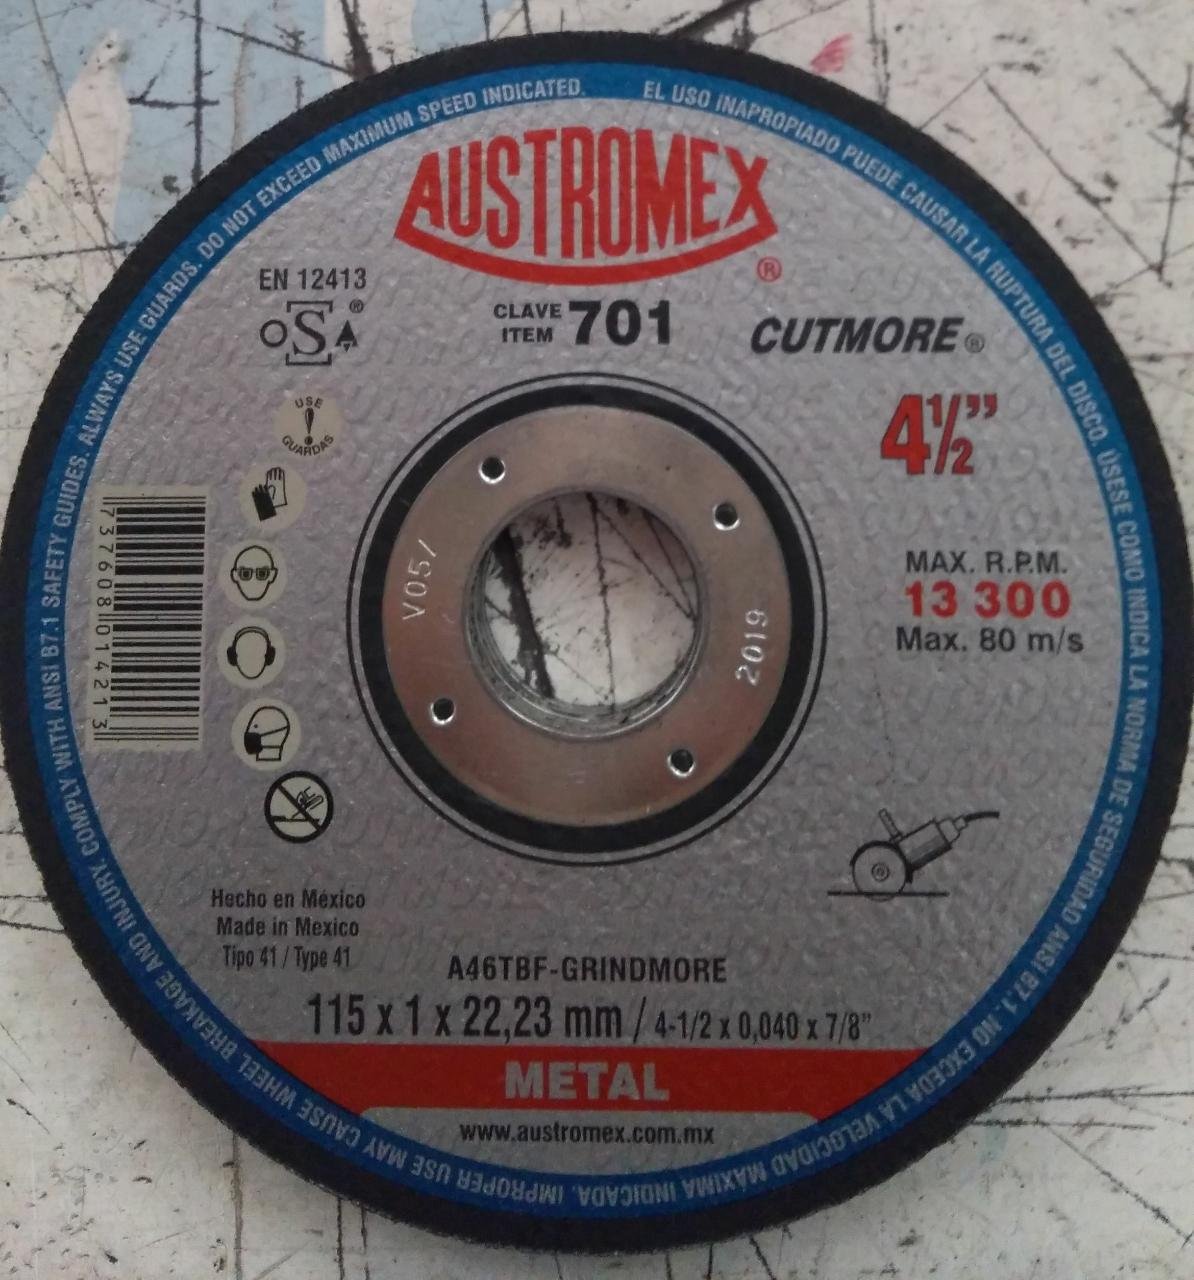 DO NOT EXCEED MAXIMUM SPEED INDICATED.
EL USO INAPROPIADO PUEDE CAUSAR LA RUPTURA DEL DISCO. ÚSESE COMO INDICA LA NORMA DE SEGURIDAD ANSI B7.1. NO EXCEDA LA VELOCIDAD MÁXIMA INDICADA.
IMPROPER USE MAY CAUSE WHEEL BREAKAGE AND INJURY. COMPLY WITH ANSI B7.1 SAFETY GUIDES. ALWAYS USE GUARDS.
AUSTROMEX
®
EN 12413
oSa®
CLAVE
ITEM 701
CUTMORE®
4½"
USE
GUARDAS
7 37608 01421 3
V05/
2019
MAX. R.P.M.
13 300
Max. 80 m/s
Hecho en México
Made in Mexico
Tipo 41 / Type 41
A46TBF-GRINDMORE
115 x 1 x 22,23 mm / 4-1/2 x 0,040 x 7/8"
METAL
www.austromex.com.mx